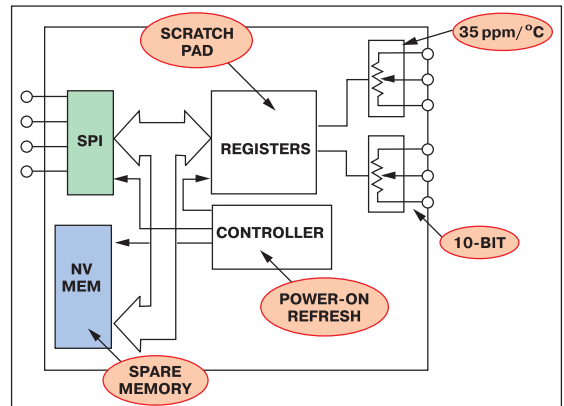 SCRATCH
PAD
35 ppm/°C
SPI
REGISTERS
10-BIT
CONTROLLER
NV
MEM
POWER-ON
REFRESH
SPARE
MEMORY